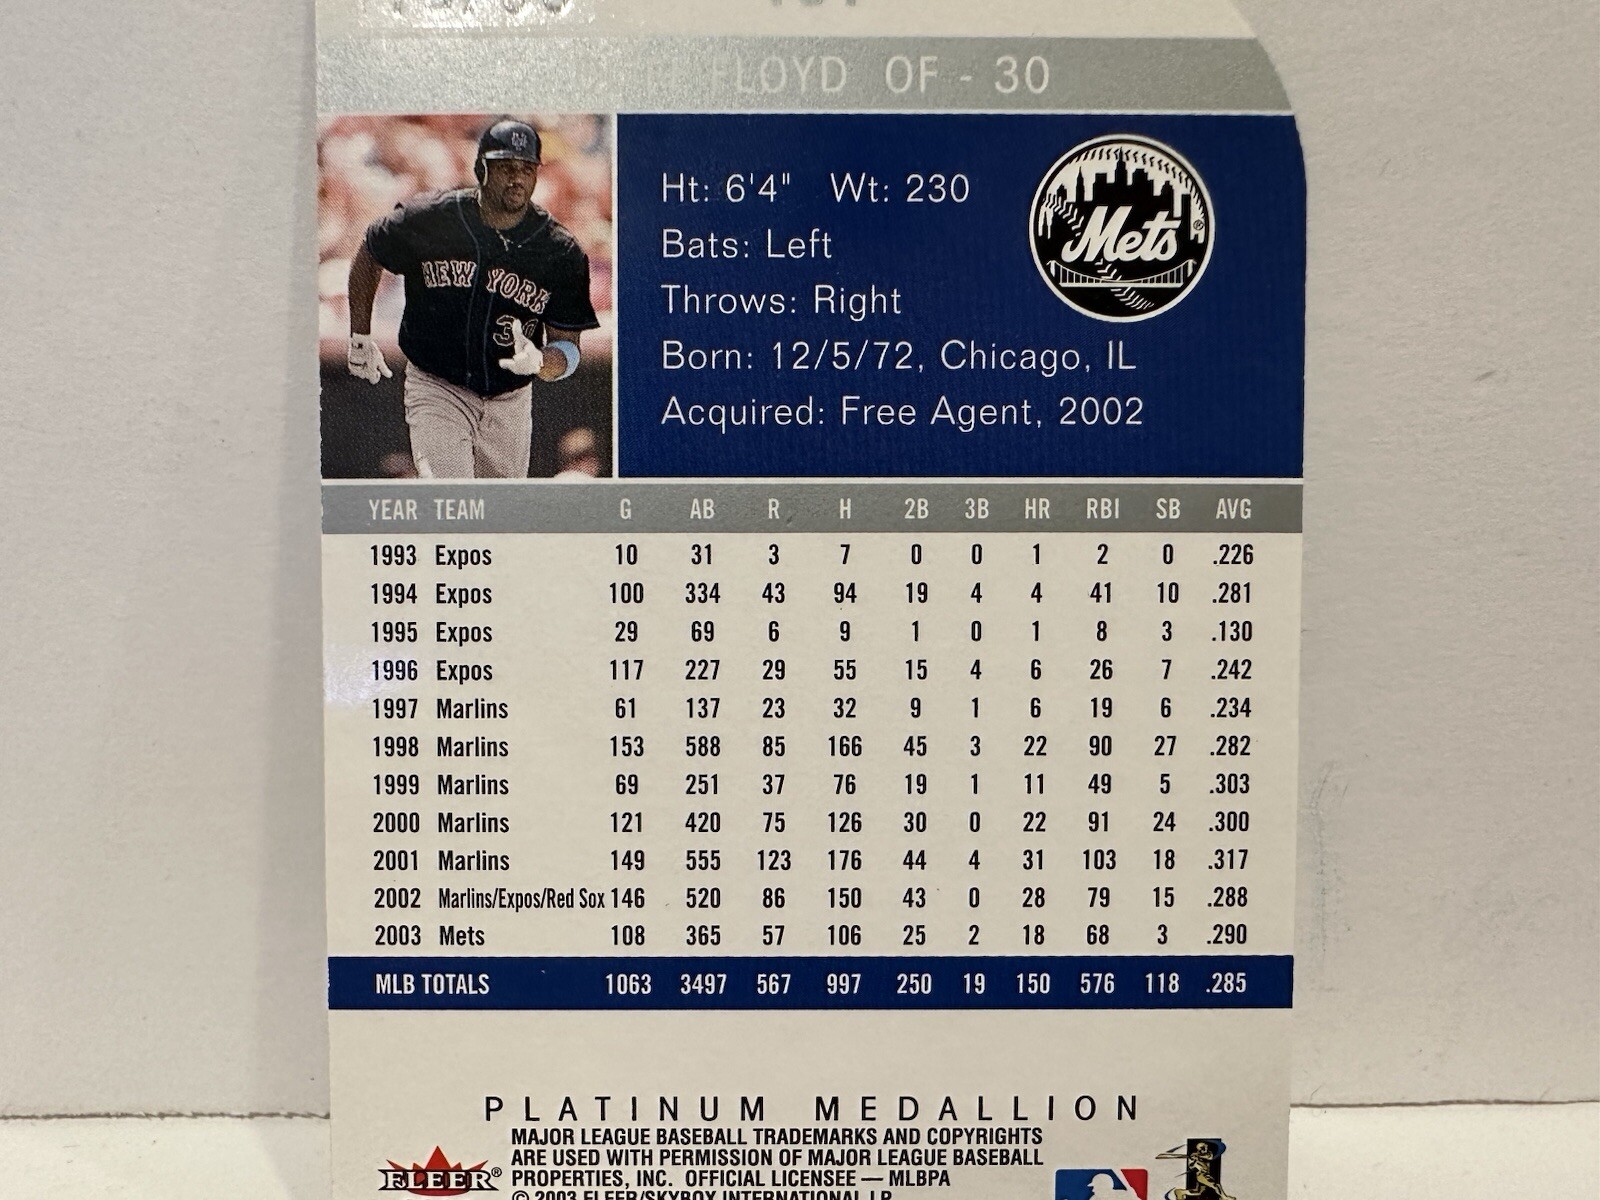 FLOYD OF - 30
Ht: 6'4" Wt: 230
Bats: Left
Throws: Right
Born: 12/5/72, Chicago, IL
Acquired: Free Agent, 2002
Mets ®
NEW YORK
YEAR TEAM G AB R H 2B 3B HR RBI SB AVG
1993 Expos 10 31 3 7 0 0 1 2 0 .226
1994 Expos 100 334 43 94 19 4 4 41 10 .281
1995 Expos 29 69 6 9 1 0 1 8 3 .130
1996 Expos 117 227 29 55 15 4 6 26 7 .242
1997 Marlins 61 137 23 32 9 1 6 19 6 .234
1998 Marlins 153 588 85 166 45 3 22 90 27 .282
1999 Marlins 69 251 37 76 19 1 11 49 5 .303
2000 Marlins 121 420 75 126 30 0 22 91 24 .300
2001 Marlins 149 555 123 176 44 4 31 103 18 .317
2002 Marlins/Expos/Red Sox 146 520 86 150 43 0 28 79 15 .288
2003 Mets 108 365 57 106 25 2 18 68 3 .290
MLB TOTALS 1063 3497 567 997 250 19 150 576 118 .285
PLATINUM MEDALLION
MAJOR LEAGUE BASEBALL TRADEMARKS AND COPYRIGHTS
ARE USED WITH PERMISSION OF MAJOR LEAGUE BASEBALL
FLEER® PROPERTIES, INC. OFFICIAL LICENSEE — MLBPA
© 2003 FLEER/SKYBOX INTERNATIONAL LP